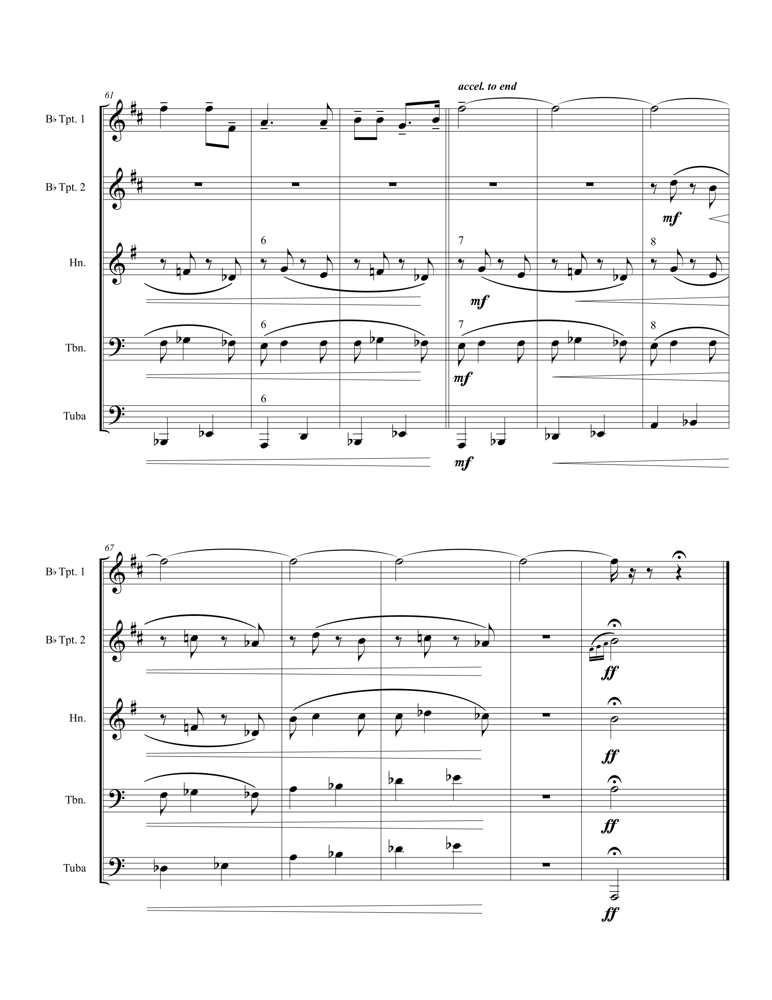 accel. to end
61
B♭ Tpt. 1
B♭ Tpt. 2
mf
6 7 8
Hn.
mf
6 7 8
Tbn.
mf
6
Tuba
mf
67
B♭ Tpt. 1
B♭ Tpt. 2
ff
Hn.
ff
Tbn.
ff
Tuba
ff